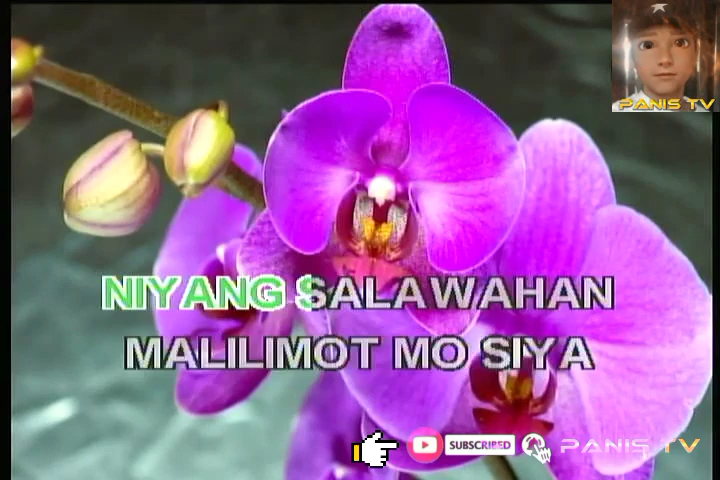 PANIS TV
NIYANG SALAWAHAN
MALILIMOT MO SIYA
SUBSCRIBED
PANIS TV